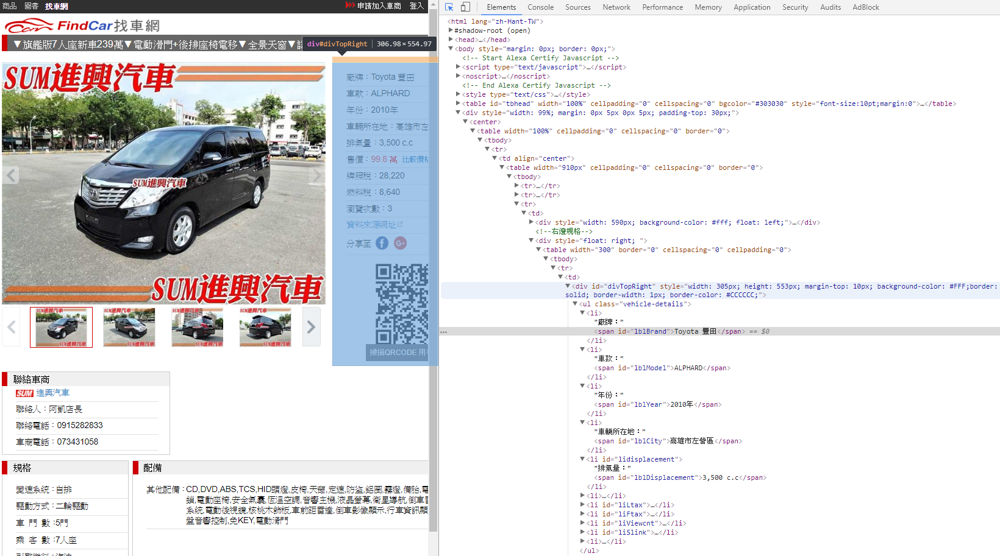 商品 圖書 找車網
申請加入車商 登入
FindCar找車網
▼旗艦版7人座新車239萬▼電動滑門+後排座椅電移▼全景天窗▼
div#divTopRight 306.98×554.97
SUM進興汽車
SUM進興汽車
SUM進興汽車
廠牌：Toyota 豐田
車款：ALPHARD
年份：2010年
車輛所在地：高雄市左
排氣量：3,500 c.c
售價：99.8 萬 比較價格
牌照稅：28,220
燃料稅：8,640
瀏覽次數：3
資料來源網址
分享至
掃描QRCODE 用手
聯絡車商
SUM 進興汽車
聯絡人：阿凱店長
聯絡電話：0915282833
車商電話：073431058
規格
變速系統：自排
驅動方式：二輪驅動
車 門 數：5門
乘 客 數：7人座
引擎燃料：汽油
配備
其他配備：CD,DVD,ABS,TCS,HID頭燈,皮椅,天窗,定速,防盜,鋁圈,霧燈,備胎,電
鎖,電動座椅,安全氣囊,恆溫空調,音響主機,液晶螢幕,衛星導航,倒車雷
系統,電動後視鏡,核桃木飾板,車前距雷達,倒車影像顯示,行車資訊顯
盤音響控制,免KEY,電動滑門
Elements Console Sources Network Performance Memory Application Security Audits AdBlock
<html lang="zh-Hant-TW">
#shadow-root (open)
<head>…</head>
<body style="margin: 0px; border: 0px;">
<!-- Start Alexa Certify Javascript -->
<script type="text/javascript">…</script>
<noscript>…</noscript>
<!-- End Alexa Certify Javascript -->
<style type="text/css">…</style>
<table id="tbhead" width="100%" cellpadding="0" cellspacing="0" bgcolor="#303030" style="font-size:10pt;margin:0">…</table>
<div style="width: 99%; margin: 0px 5px 0px 5px; padding-top: 30px;">
<center>
<table width="100%" cellpadding="0" cellspacing="0" border="0">
<tbody>
<tr>
<td align="center">
<table width="910px" cellpadding="0" cellspacing="0" border="0">
<tbody>
<tr>…</tr>
<tr>…</tr>
<tr>
<td>
<div style="width: 590px; background-color: #fff; float: left;">…</div>
<!--右邊規格-->
<div style="float: right; ">
<table width="300" border="0" cellspacing="0" cellpadding="0">
<tbody>
<tr>
<td>
<div id="divTopRight" style="width: 305px; height: 553px; margin-top: 10px; background-color: #FFF;border:
solid; border-width: 1px; border-color: #CCCCCC;">
<ul class="vehicle-details">
<li>
"廠牌："
<span id="lblBrand">Toyota 豐田</span> == $0
</li>
<li>
"車款："
<span id="lblModel">ALPHARD</span>
</li>
<li>
"年份："
<span id="lblYear">2010年</span>
</li>
<li>
"車輛所在地："
<span id="lblCity">高雄市左營區</span>
</li>
<li id="lidisplacement">
"排氣量："
<span id="lblDisplacement">3,500 c.c</span>
</li>
<li>…</li>
<li id="liLtax">…</li>
<li id="liFtax">…</li>
<li id="liViewcnt">…</li>
<li id="liSlink">…</li>
<li>…</li>
</ul>